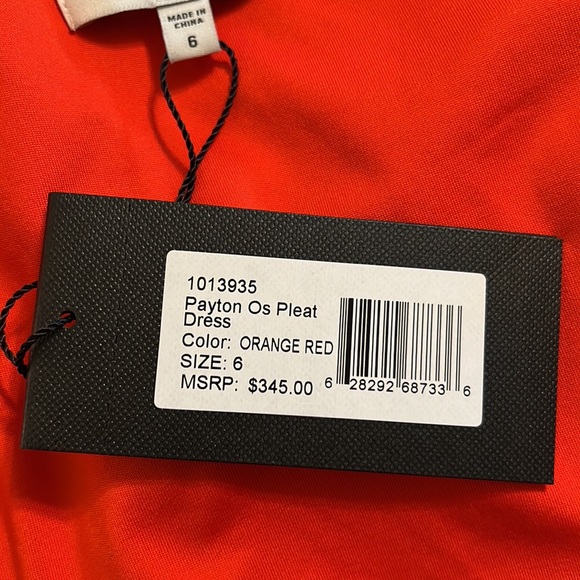 MADE IN
CHINA
6
1013935
Payton Os Pleat
Dress
Color: ORANGE RED
SIZE: 6
MSRP: $345.00
6 28292 68733 6